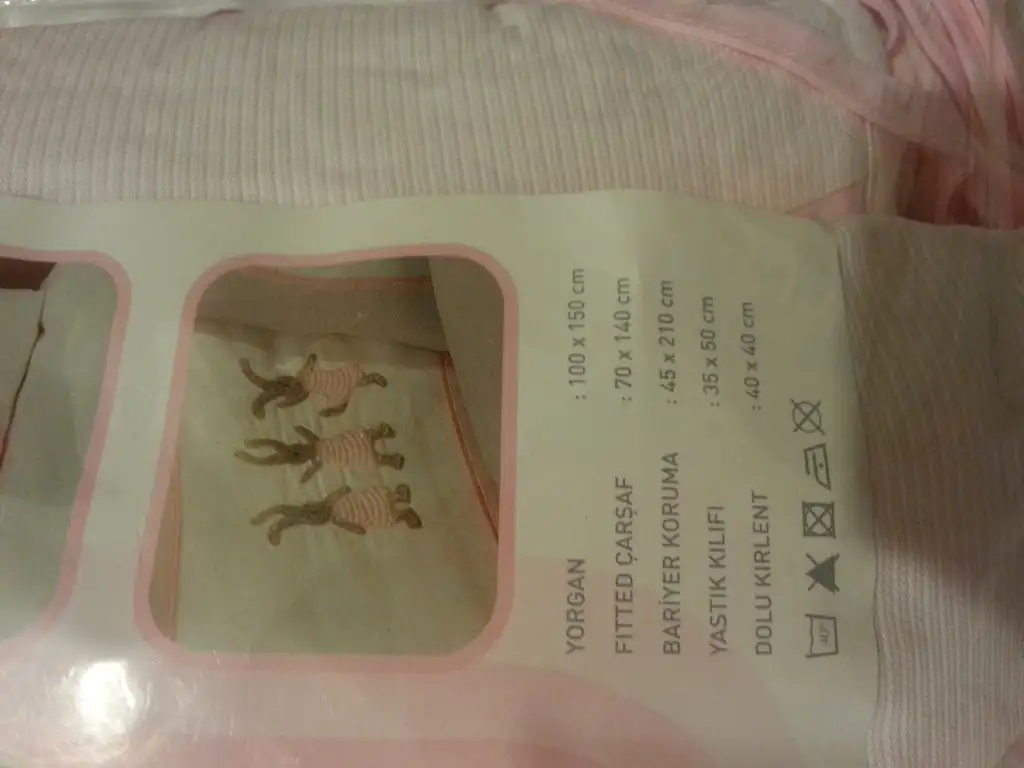 YORGAN : 100 x 150 cm
FITTED ÇARŞAF : 70 x 140 cm
BARİYER KORUMA : 45 x 210 cm
YASTIK KILIFI : 35 x 50 cm
DOLU KIRLENT : 40 x 40 cm
40°